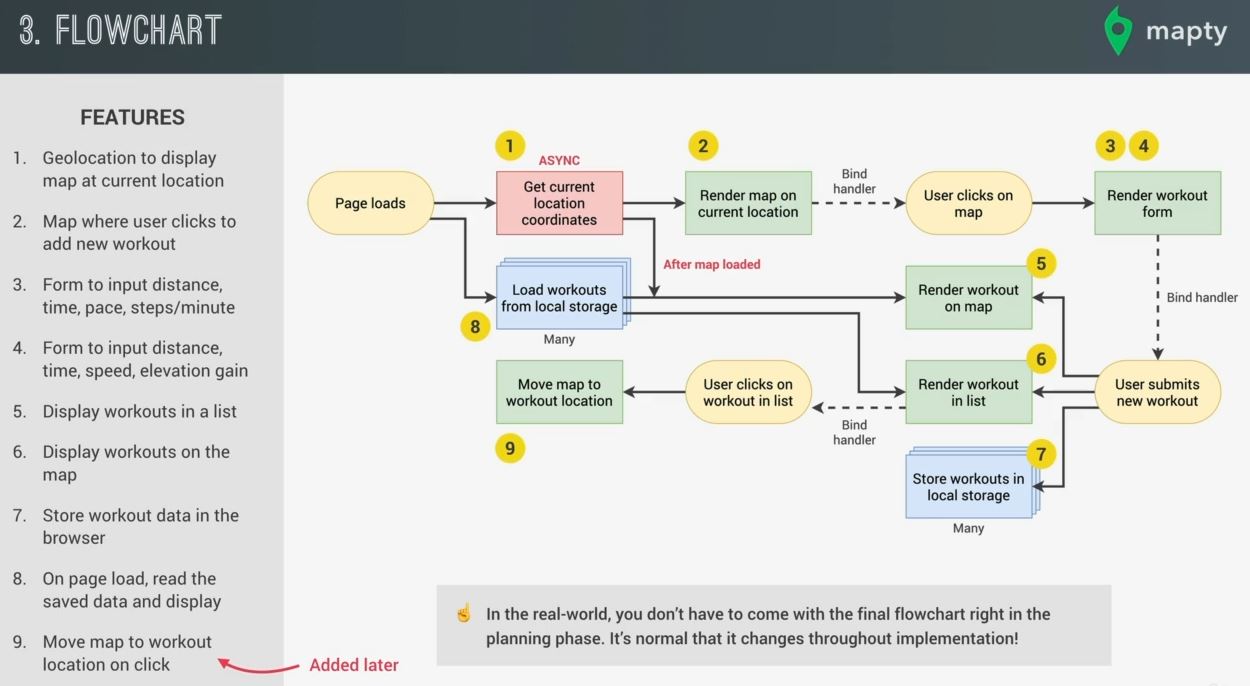 3. FLOWCHART
mapty
FEATURES
1. Geolocation to display
map at current location
2. Map where user clicks to
add new workout
3. Form to input distance,
time, pace, steps/minute
4. Form to input distance,
time, speed, elevation gain
5. Display workouts in a list
6. Display workouts on the
map
7. Store workout data in the
browser
8. On page load, read the
saved data and display
9. Move map to workout
location on click
Added later
Page loads
1
ASYNC
Get current
location
coordinates
2
Render map on
current location
Bind
handler
User clicks on
map
3 4
Render workout
form
After map loaded
Load workouts
from local storage
8
Many
5
Render workout
on map
Bind handler
Move map to
workout location
9
User clicks on
workout in list
Bind
handler
6
Render workout
in list
User submits
new workout
7
Store workouts in
local storage
Many
☝ In the real-world, you don’t have to come with the final flowchart right in the
planning phase. It’s normal that it changes throughout implementation!